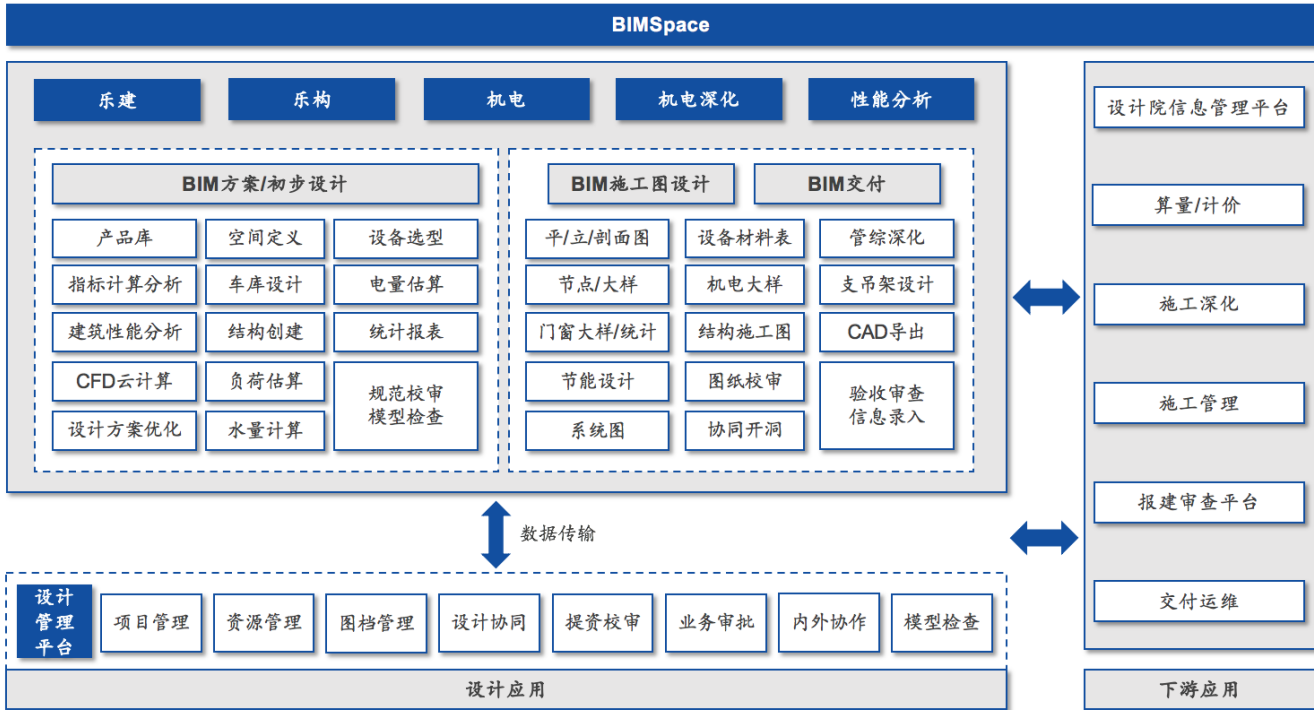 BIMSpace
乐建
乐构
机电
机电深化
性能分析
BIM方案/初步设计
产品库
空间定义
设备选型
指标计算分析
车库设计
电量估算
建筑性能分析
结构创建
统计报表
CFD云计算
负荷估算
规范校审
模型检查
设计方案优化
水量计算
BIM施工图设计
BIM交付
平/立/剖面图
设备材料表
管综深化
节点/大样
机电大样
支吊架设计
门窗大样/统计
结构施工图
CAD导出
节能设计
图纸校审
验收审查
信息录入
系统图
协同开洞
数据传输
设计
管理
平台
项目管理
资源管理
图档管理
设计协同
提资校审
业务审批
内外协作
模型检查
设计应用
设计院信息管理平台
算量/计价
施工深化
施工管理
报建审查平台
交付运维
下游应用